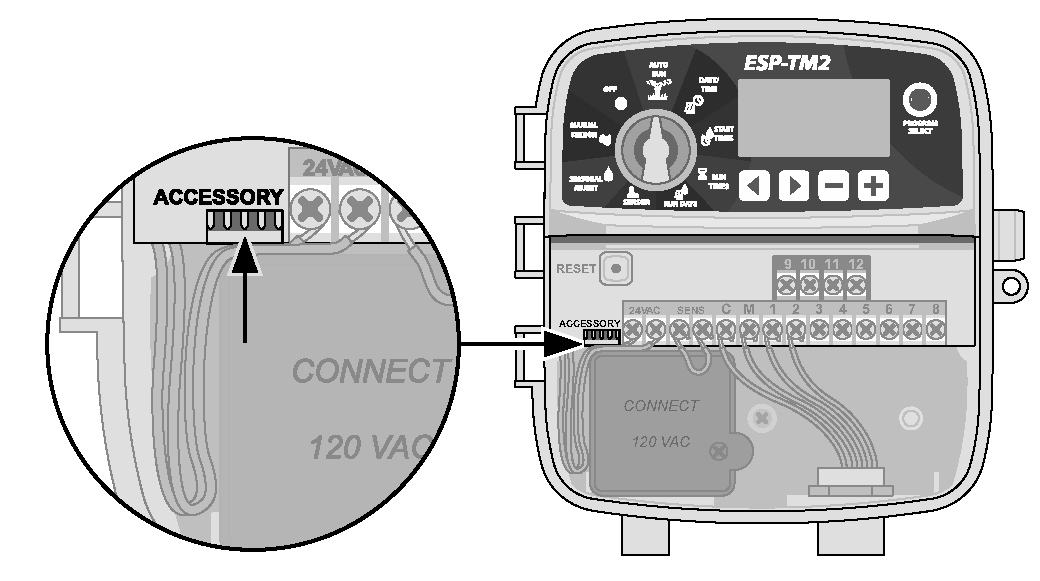 24VAC
ACCESSORY
CONNECT
120 VAC
ESP-TM2
AUTO
RUN
DATE/
TIME
START
TIMES
RUN
TIMES
RUN DAYS
SENSOR
SEASONAL
ADJUST
MANUAL
OFF
PROGRAM
SELECT
RESET
9 10 11 12
24VAC SENS C M 1 2 3 4 5 6 7 8
ACCESSORY
CONNECT
120 VAC